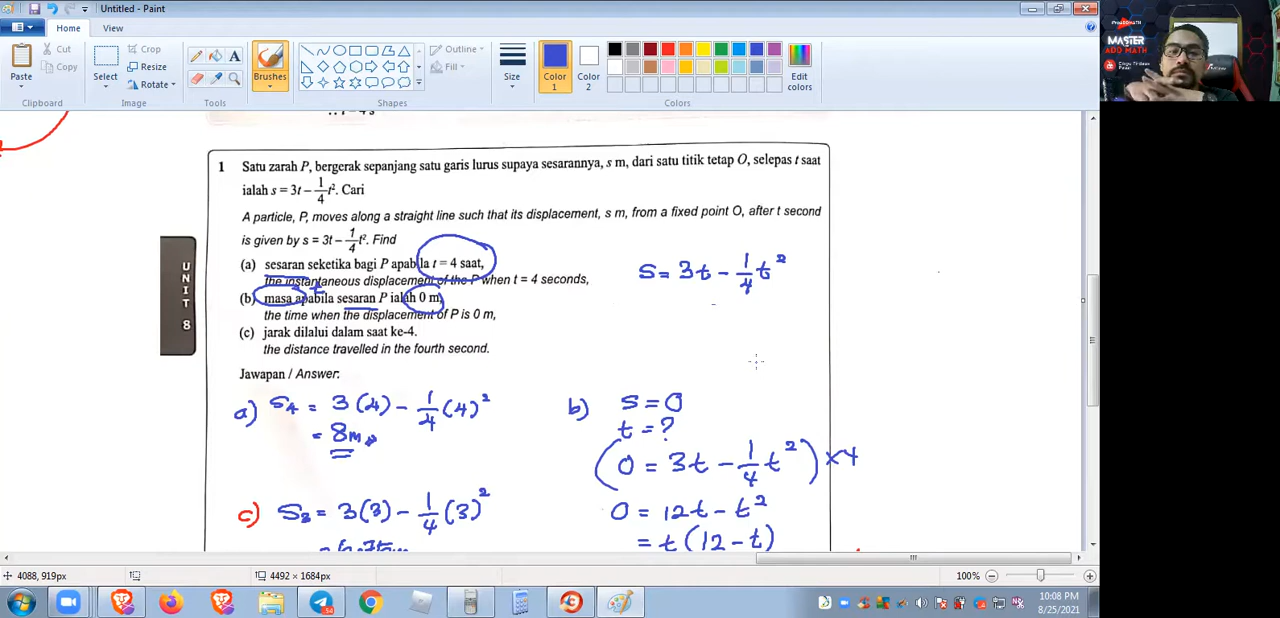 Untitled - Paint
Home View
Paste
Cut
Copy
Clipboard
Select
Crop
Resize
Rotate
Image
Tools
Brushes
Shapes
Outline
Fill
Size
Color 1
Color 2
Edit colors
Colors
MASTER
ADD MATH
∴ t = 4 s
UNIT 8
1 Satu zarah P, bergerak sepanjang satu garis lurus supaya sesarannya, s m, dari satu titik tetap O, selepas t saat
ialah s = 3t – 1/4 t². Cari
A particle, P, moves along a straight line such that its displacement, s m, from a fixed point O, after t second
is given by s = 3t – 1/4 t². Find
(a) sesaran seketika bagi P apabila t = 4 saat,
the instantaneous displacement of the P when t = 4 seconds,
(b) masa apabila sesaran P ialah 0 m,
t
the time when the displacement of P is 0 m,
(c) jarak dilalui dalam saat ke-4.
the distance travelled in the fourth second.
Jawapan / Answer:
s = 3t – 1/4 t²
a) S₄ = 3(4) – 1/4 (4)²
= 8m
b) s = 0
t = ?
(0 = 3t – 1/4 t²) ×4
0 = 12t – t²
= t(12 – t)
c) S₃ = 3(3) – 1/4 (3)²
4088, 919px
4492 × 1684px
100%
10:08 PM
8/25/2021